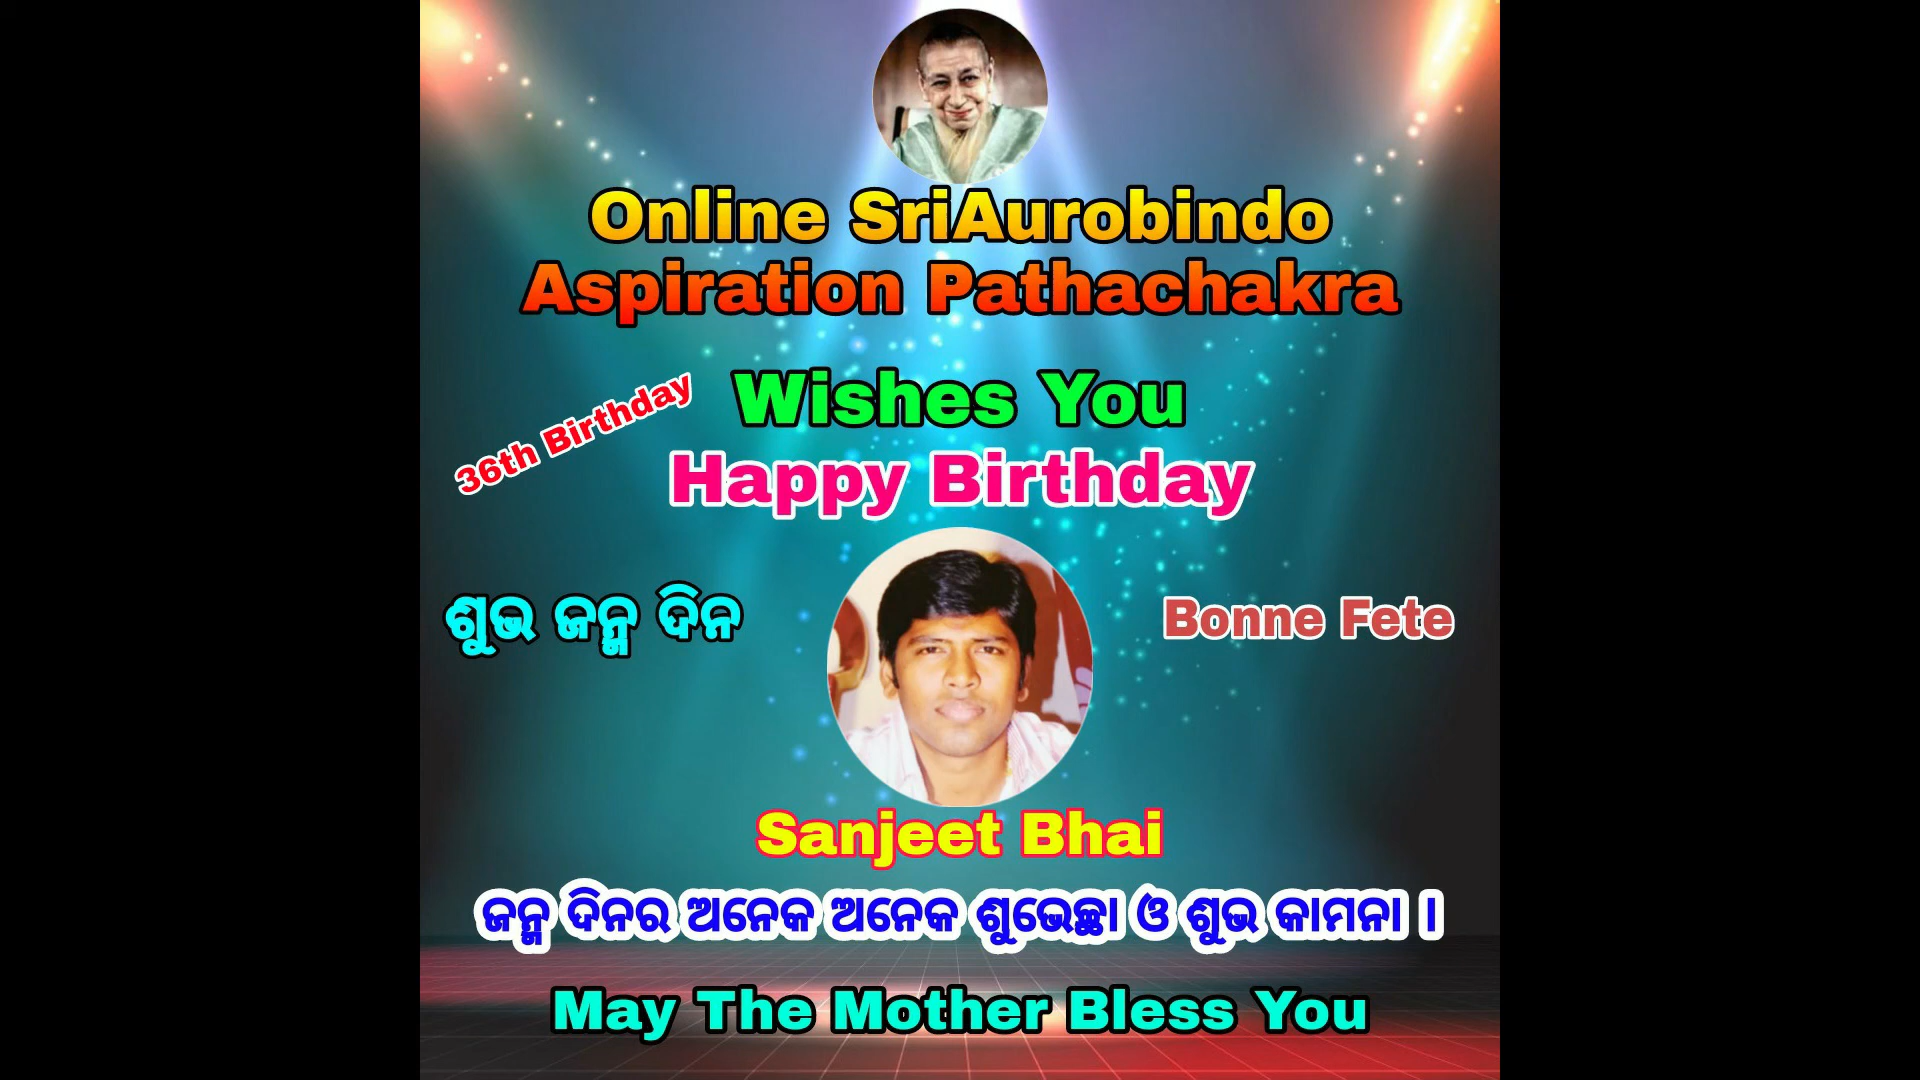 Online SriAurobindo
Aspiration Pathachakra
Wishes You
36th Birthday
Happy Birthday
ଶୁଭ ଜନ୍ମ ଦିନ
Bonne Fete
Sanjeet Bhai
ଜନ୍ମ ଦିନର ଅନେକ ଅନେକ ଶୁଭେଚ୍ଛା ଓ ଶୁଭ କାମନା ।
May The Mother Bless You